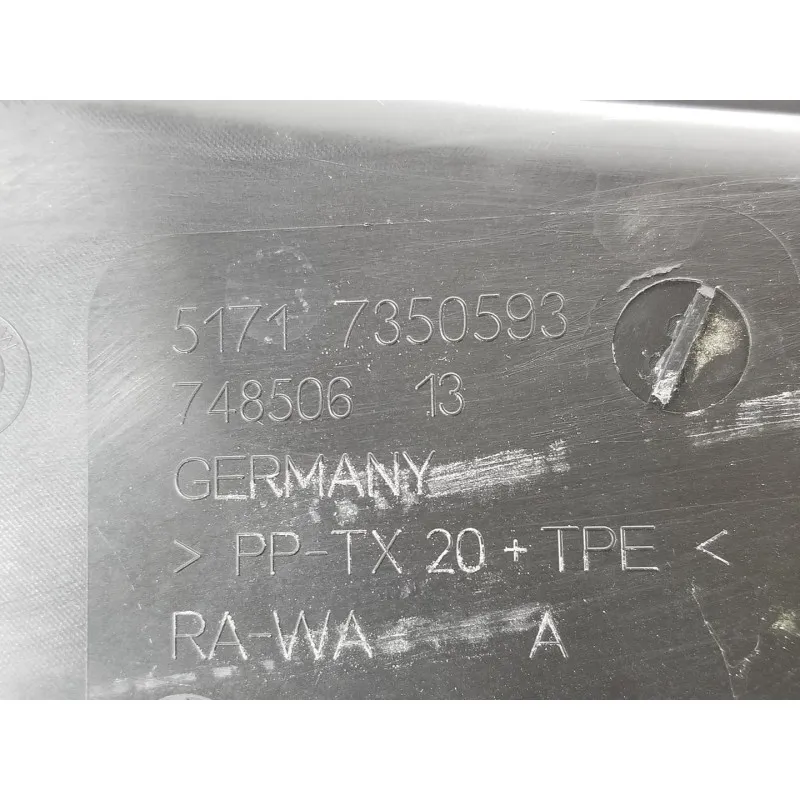 5171 7350593
748506 13
GERMANY
> PP-TX 20 + TPE <
RA-WA- A